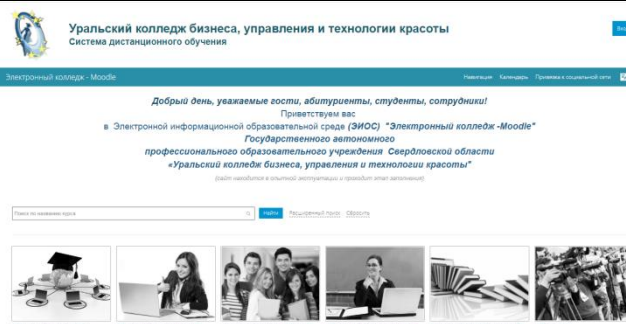 Уральский колледж бизнеса, управления и технологии красоты
Система дистанционного обучения
Электронный колледж - Moodle
Навигация Календарь Привязка к социальной сети
Добрый день, уважаемые гости, абитуриенты, студенты, сотрудники!
Приветствуем вас
в Электронной информационной образовательной среде (ЭИОС) "Электронный колледж -Moodle"
Государственного автономного
профессионального образовательного учреждения Свердловской области
«Уральский колледж бизнеса, управления и технологии красоты"
(сайт находится в опытной эксплуатации и проходит этап заполнения).
Поиск по названию курса Найти Расширенный поиск Сбросить